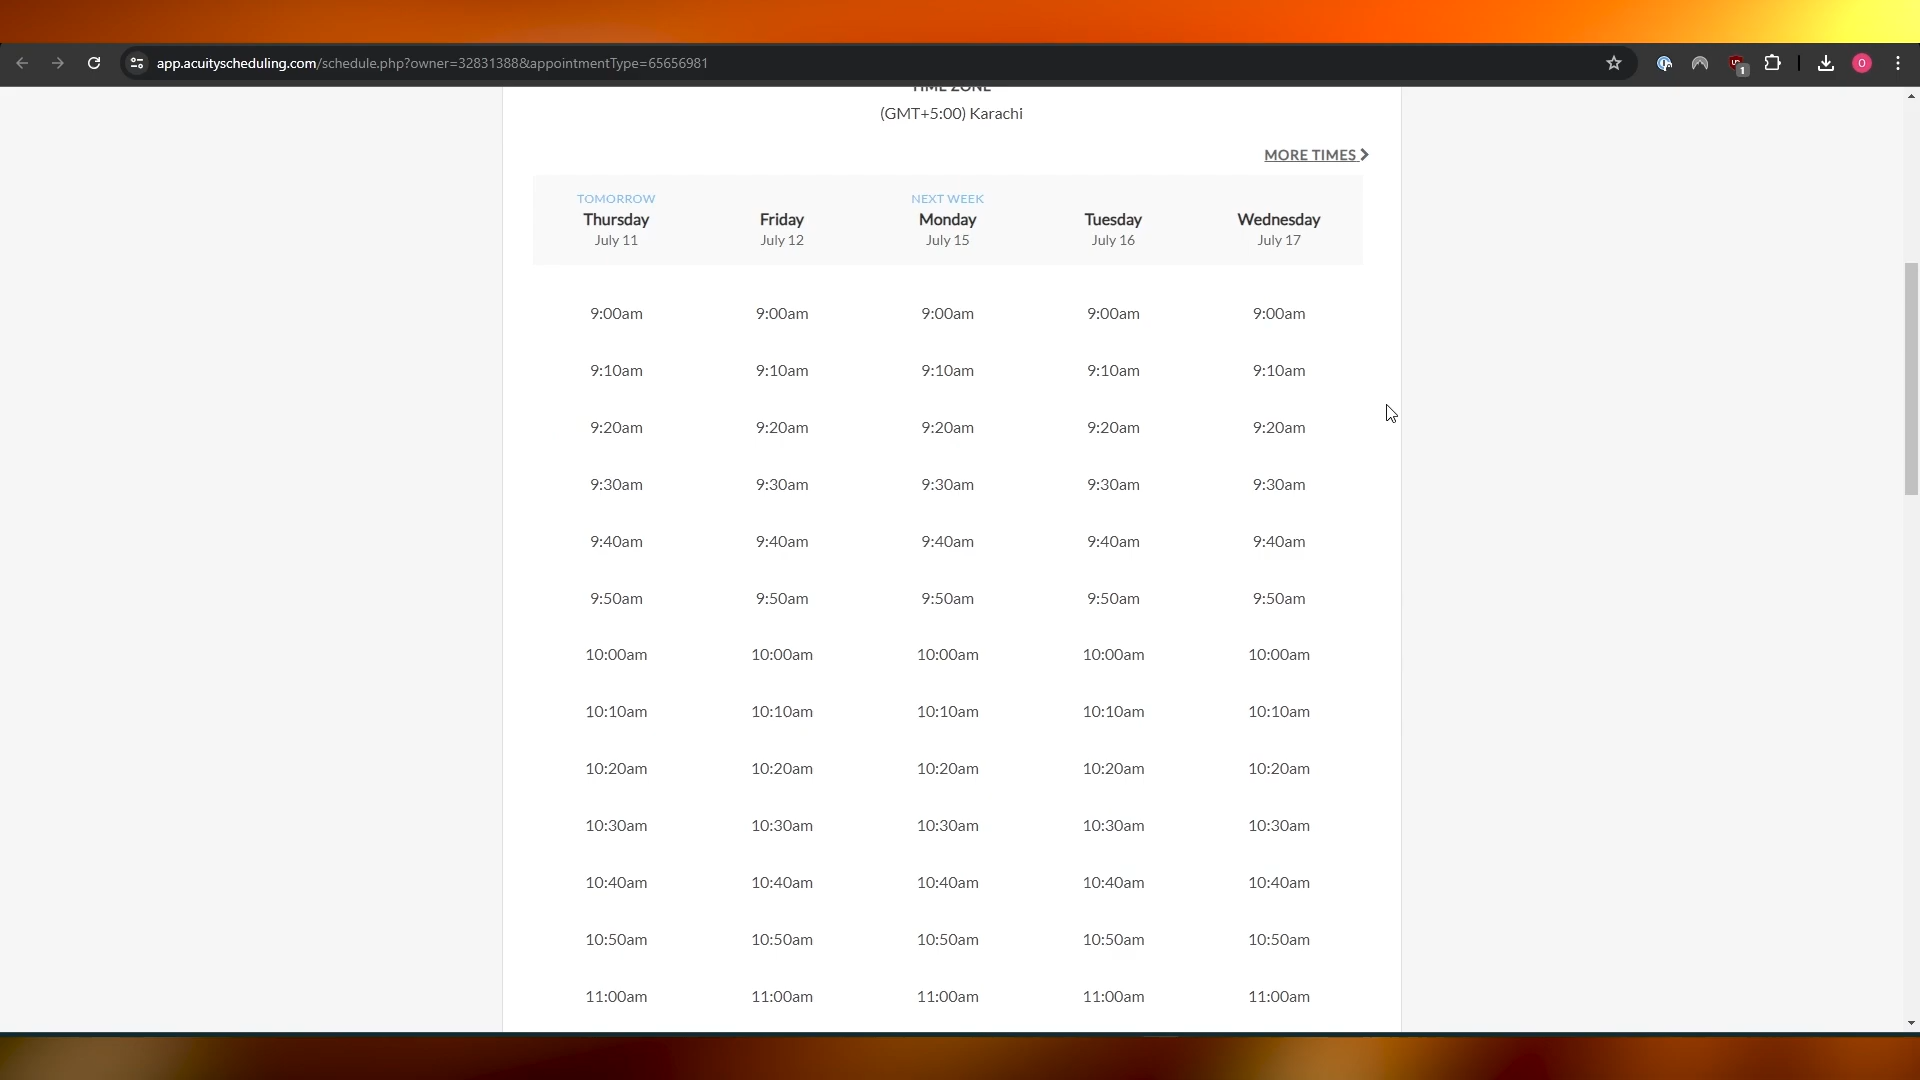 app.acuityscheduling.com/schedule.php?owner=32831388&appointmentType=65656981
1
O
TIME ZONE
(GMT+5:00) Karachi
MORE TIMES
TOMORROW NEXT WEEK
Thursday Friday Monday Tuesday Wednesday
July 11 July 12 July 15 July 16 July 17
9:00am 9:00am 9:00am 9:00am 9:00am
9:10am 9:10am 9:10am 9:10am 9:10am
9:20am 9:20am 9:20am 9:20am 9:20am
9:30am 9:30am 9:30am 9:30am 9:30am
9:40am 9:40am 9:40am 9:40am 9:40am
9:50am 9:50am 9:50am 9:50am 9:50am
10:00am 10:00am 10:00am 10:00am 10:00am
10:10am 10:10am 10:10am 10:10am 10:10am
10:20am 10:20am 10:20am 10:20am 10:20am
10:30am 10:30am 10:30am 10:30am 10:30am
10:40am 10:40am 10:40am 10:40am 10:40am
10:50am 10:50am 10:50am 10:50am 10:50am
11:00am 11:00am 11:00am 11:00am 11:00am